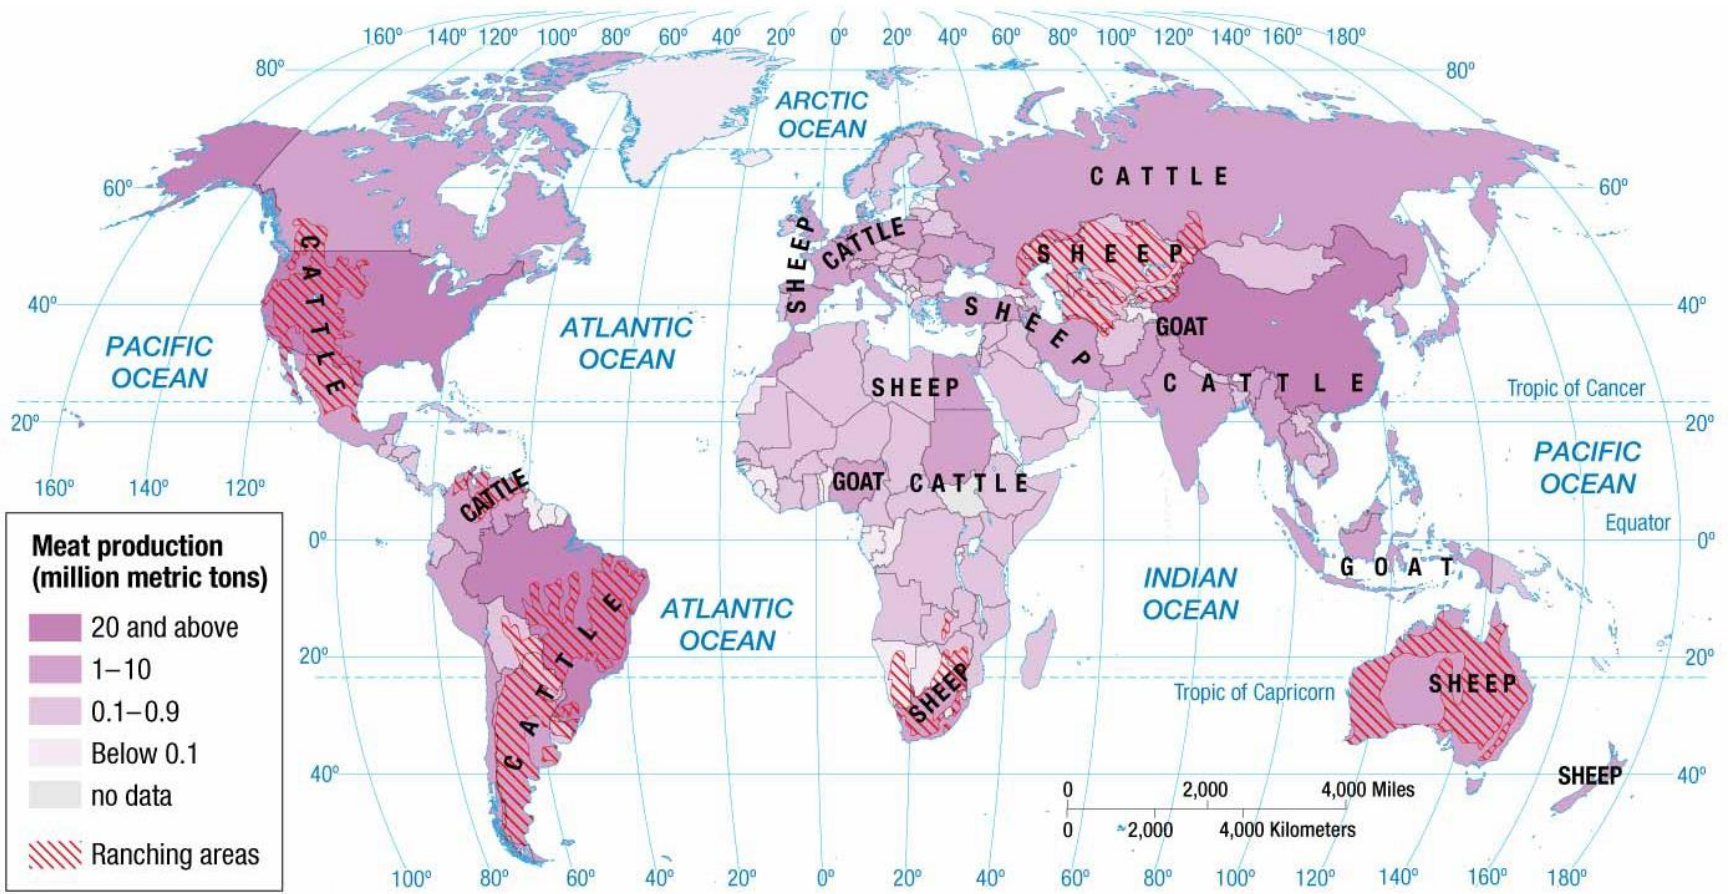 160° 140° 120° 100° 80° 60° 40° 20° 0° 20° 40° 60° 80° 100° 120° 140° 160° 180°
80° 80°
ARCTIC
OCEAN
CATTLE
60° 60°
CATTLE
SHEEP
CATTLE
SHEEP
SHEEP
40° 40°
GOAT
PACIFIC
OCEAN
ATLANTIC
OCEAN
SHEEP
CATTLE
Tropic of Cancer
20° 20°
PACIFIC
OCEAN
160° 140° 120°
CATTLE
GOAT
CATTLE
Equator
0° 0°
GOAT
INDIAN
OCEAN
ATLANTIC
OCEAN
CATTLE
20° 20°
SHEEP
SHEEP
Tropic of Capricorn
40° 40°
SHEEP
0 2,000 4,000 Miles
0 2,000 4,000 Kilometers
100° 80° 60° 40° 20° 0° 20° 40° 60° 80° 100° 120° 140° 160° 180°
Meat production
(million metric tons)
20 and above
1–10
0.1–0.9
Below 0.1
no data
Ranching areas